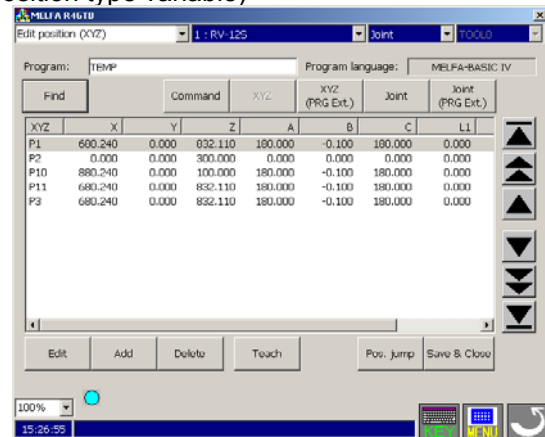 osition type variable)
MELFA R46TB
Edit position (XYZ) 1 : RV-12S Joint TOOL0
Program: TEMP Program language: MELFA-BASIC IV
Find Command XYZ XYZ (PRG Ext.) Joint Joint (PRG Ext.)
XYZ X Y Z A B C L1
P1 680.240 0.000 832.110 180.000 -0.100 180.000 0.000
P2 0.000 0.000 300.000 0.000 0.000 0.000 0.000
P10 880.240 0.000 100.000 180.000 -0.100 180.000 0.000
P11 680.240 0.000 832.110 180.000 -0.100 180.000 0.000
P3 680.240 0.000 832.110 180.000 -0.100 180.000 0.000
Edit Add Delete Teach Pos. jump Save & Close
100%
15:26:55 KEY MENU